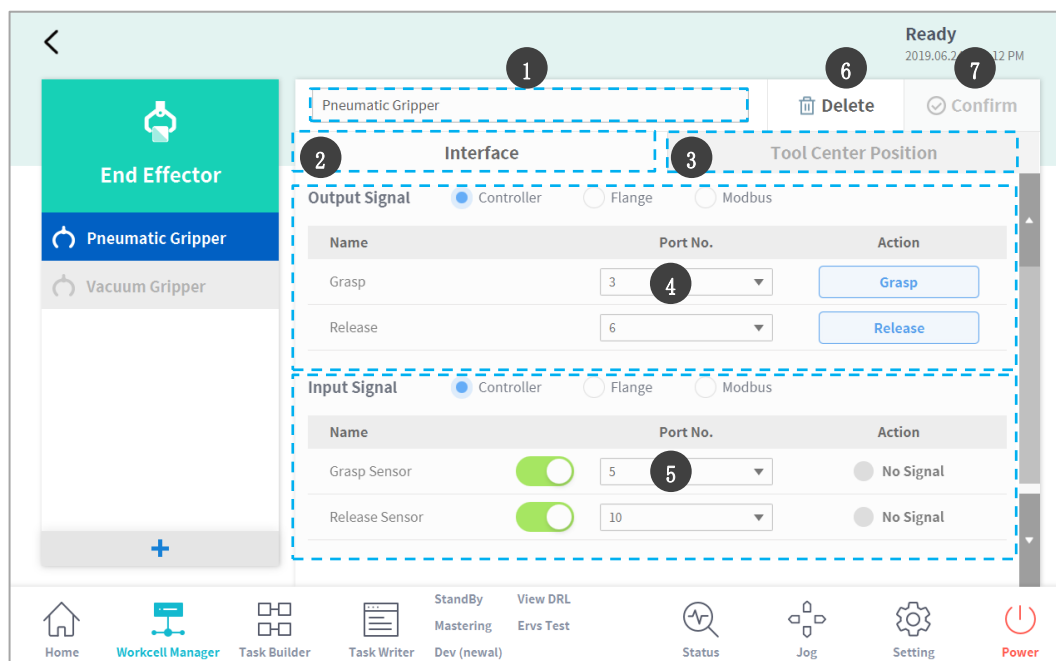 Ready
2019.06.2 12 PM
1
6
7
Pneumatic Gripper
Delete
Confirm
2
Interface
3
Tool Center Position
End Effector
Pneumatic Gripper
Vacuum Gripper
Output Signal Controller Flange Modbus
Name Port No. Action
Grasp 3 4 Grasp
Release 6 Release
Input Signal Controller Flange Modbus
Name Port No. Action
Grasp Sensor 5 5 No Signal
Release Sensor 10 No Signal
+
StandBy View DRL
Mastering Ervs Test
Home Workcell Manager Task Builder Task Writer Dev (newal) Status Jog Setting Power